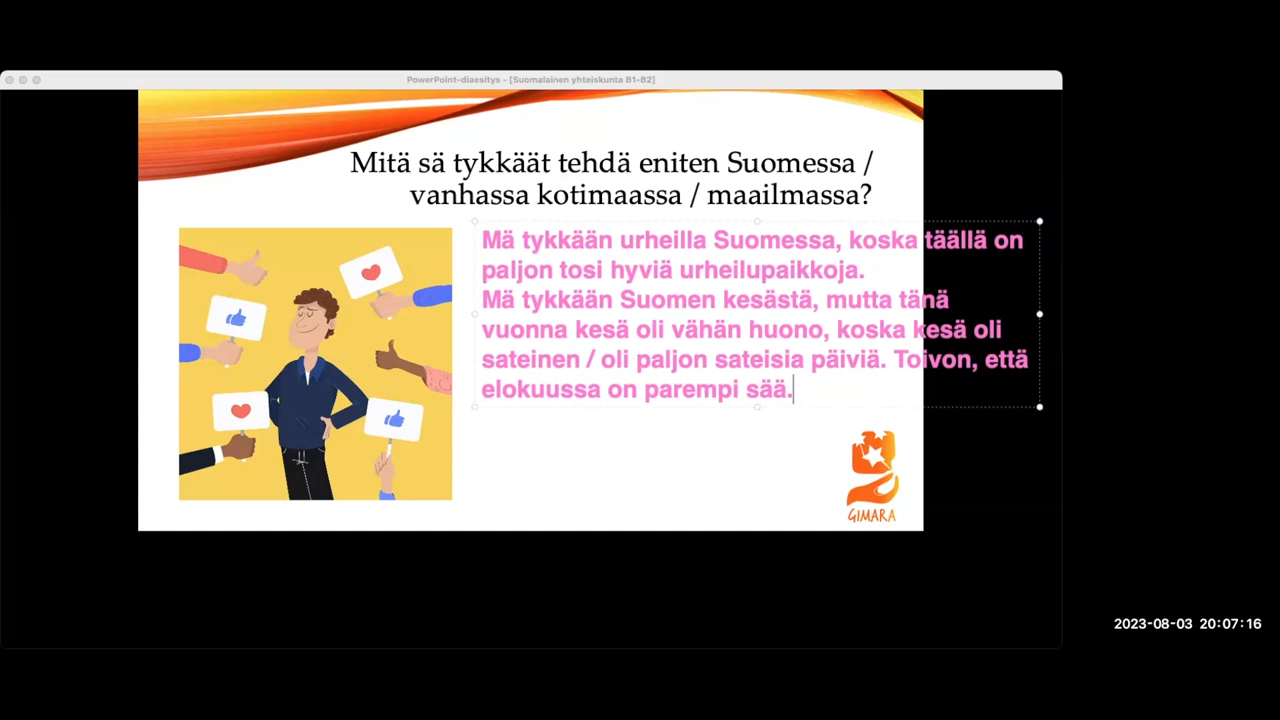 PowerPoint-diaesitys - [Suomalainen yhteiskunta B1-B2]
Mitä sä tykkäät tehdä eniten Suomessa /
vanhassa kotimaassa / maailmassa?
Mä tykkään urheilla Suomessa, koska täällä on
paljon tosi hyviä urheilupaikkoja.
Mä tykkään Suomen kesästä, mutta tänä
vuonna kesä oli vähän huono, koska kesä oli
sateinen / oli paljon sateisia päiviä. Toivon, että
elokuussa on parempi sää.
GIMARA
2023-08-03 20:07:16